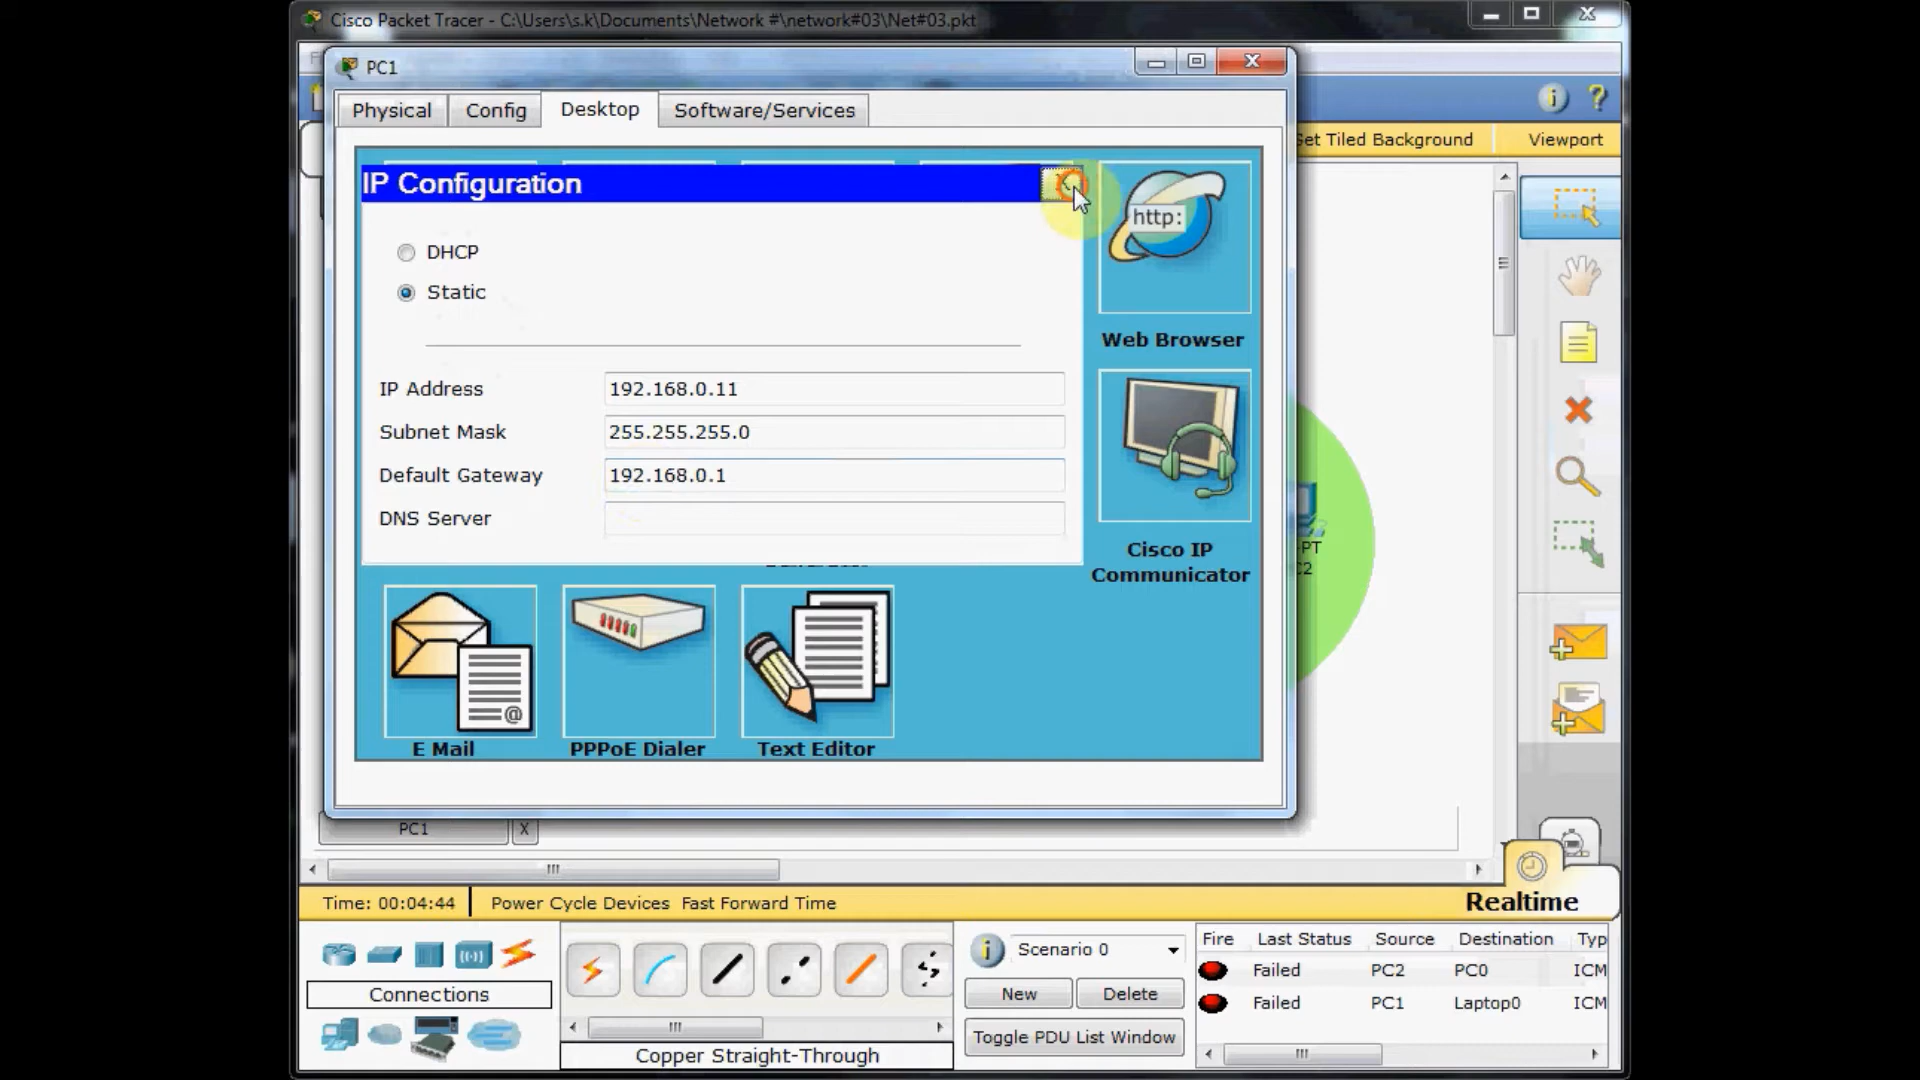 Cisco Packet Tracer - C:\Users\s.k\Documents\Network #\network#03\Net#03.pkt
PC1
Physical
Config
Desktop
Software/Services
Set Tiled Background
Viewport
IP Configuration
http:
DHCP
Static
Web Browser
IP Address
192.168.0.11
Subnet Mask
255.255.255.0
Default Gateway
192.168.0.1
DNS Server
Cisco IP
Communicator
-PT
C2
E Mail
PPPoE Dialer
Text Editor
PC1
X
Time: 00:04:44
Power Cycle Devices Fast Forward Time
Realtime
Connections
Copper Straight-Through
Scenario 0
New
Delete
Toggle PDU List Window
Fire Last Status Source Destination Typ
Failed PC2 PC0 ICM
Failed PC1 Laptop0 ICM